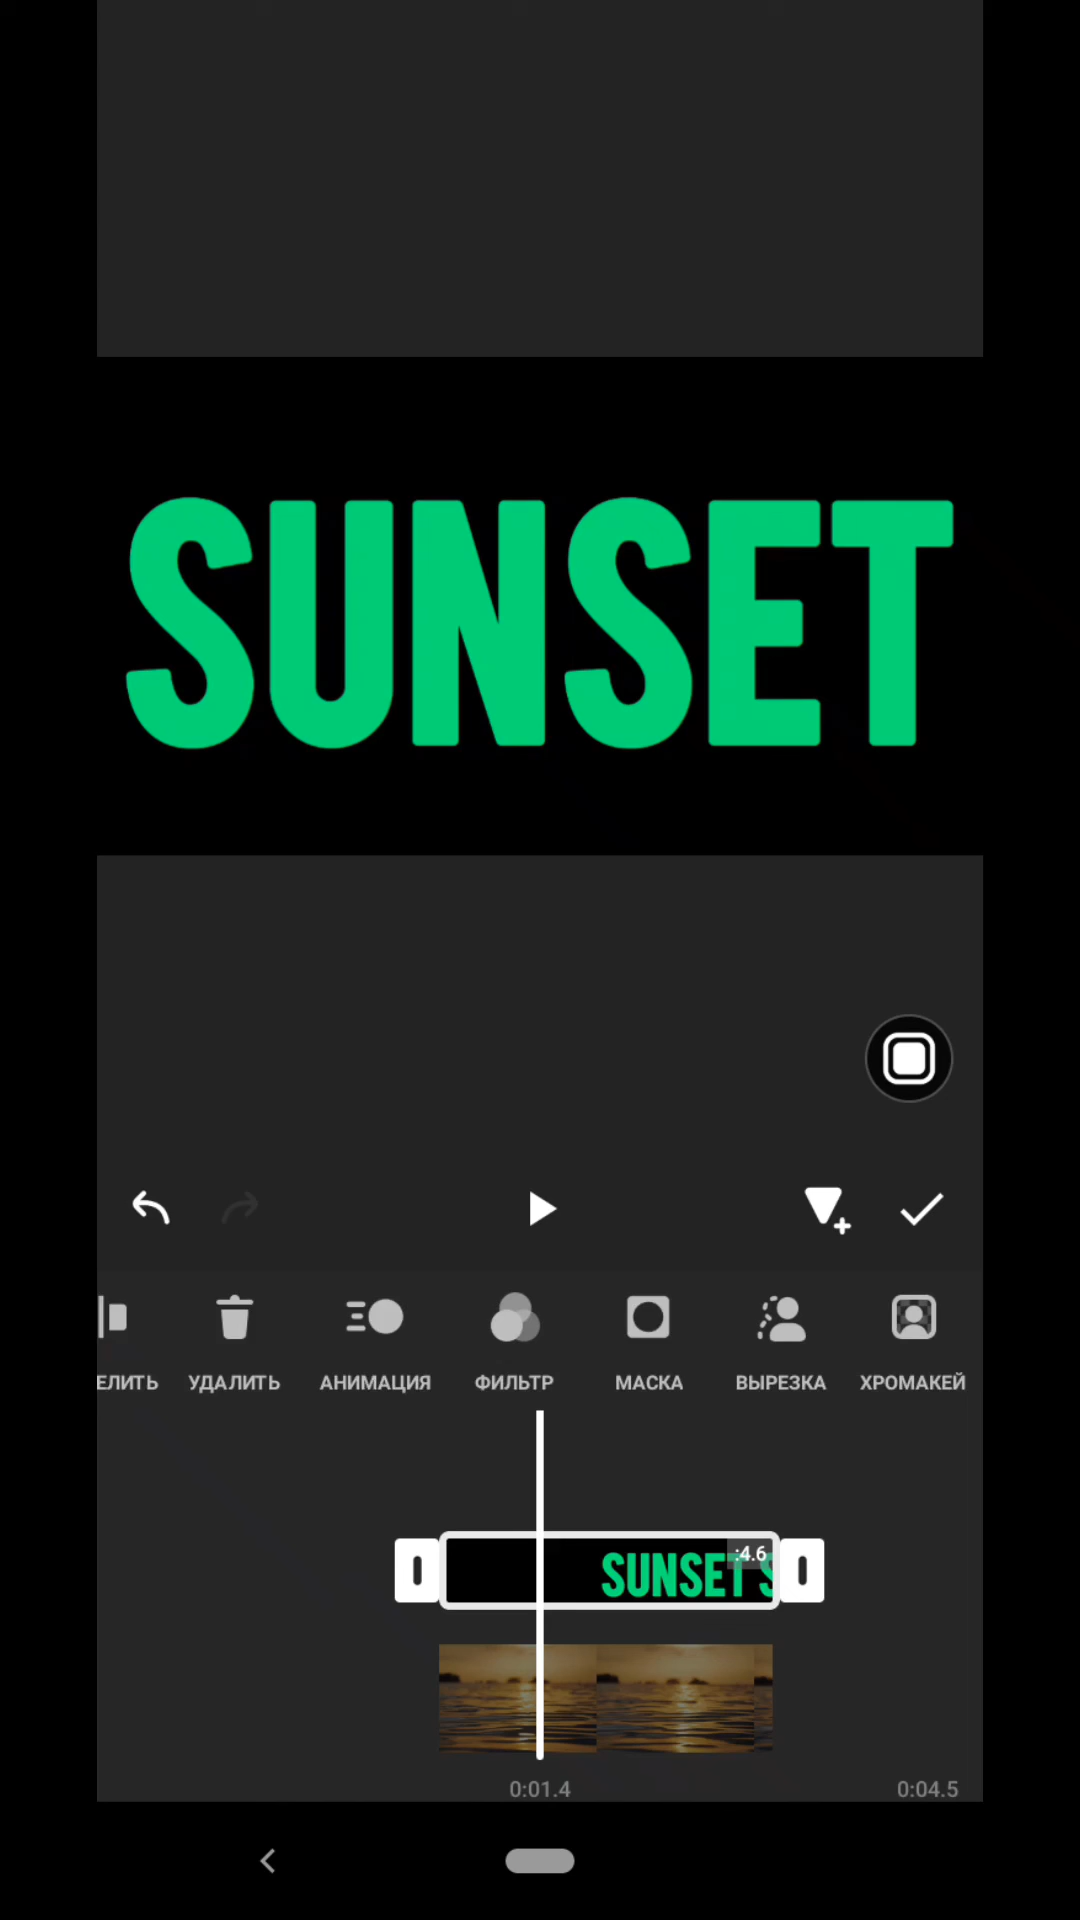 SUNSET
ЕЛИТЬ УДАЛИТЬ АНИМАЦИЯ ФИЛЬТР МАСКА ВЫРЕЗКА ХРОМАКЕЙ
:4.6
SUNSET S
0:01.4 0:04.5